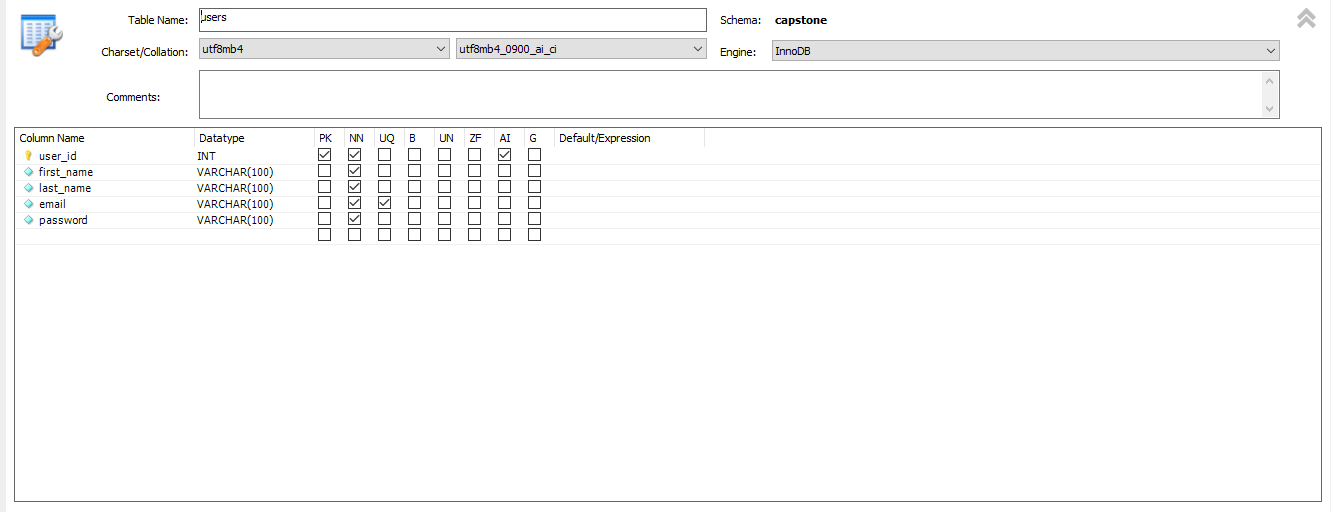 Table Name: users Schema: capstone
Charset/Collation: utf8mb4 utf8mb4_0900_ai_ci Engine: InnoDB
Comments:
Column Name Datatype PK NN UQ B UN ZF AI G Default/Expression
user_id INT
first_name VARCHAR(100)
last_name VARCHAR(100)
email VARCHAR(100)
password VARCHAR(100)